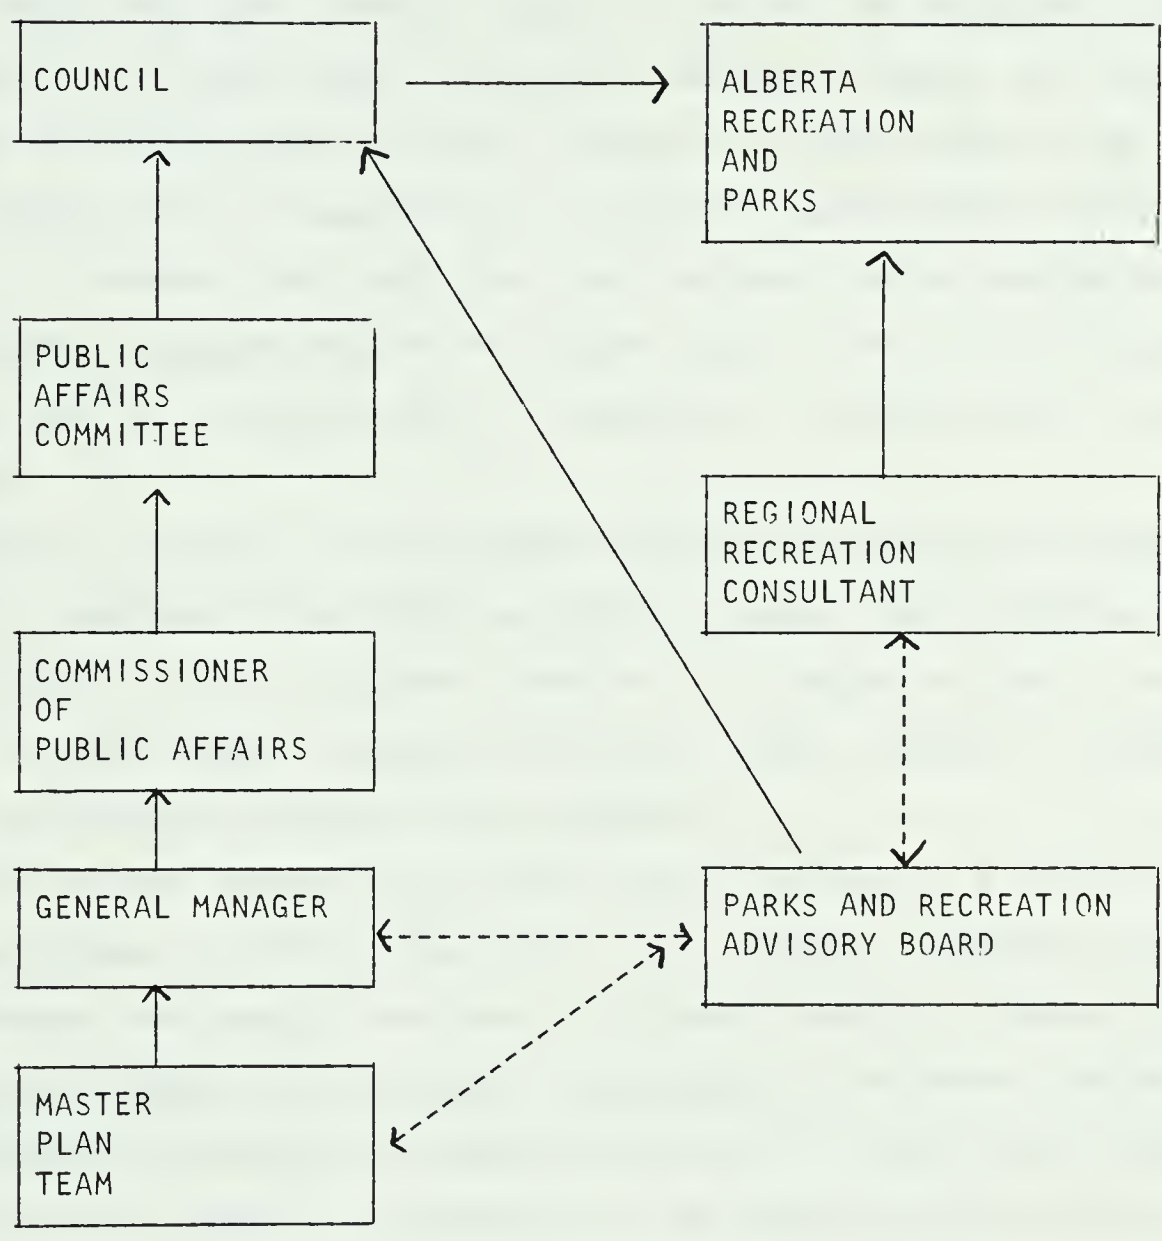 COUNCIL
ALBERTA
RECREATION
AND
PARKS
PUBLIC
AFFAIRS
COMMITTEE
REGIONAL
RECREATION
CONSULTANT
COMMISSIONER
OF
PUBLIC AFFAIRS
GENERAL MANAGER
PARKS AND RECREATION
ADVISORY BOARD
MASTER
PLAN
TEAM